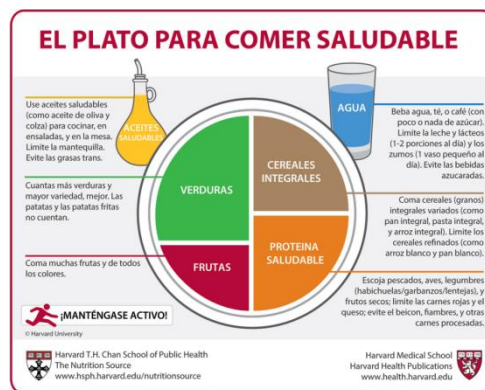 EL PLATO PARA COMER SALUDABLE
Use aceites saludables
(como aceite de oliva y
colza) para cocinar, en
ensaladas, y en la mesa.
Limite la mantequilla.
Evite las grasas trans.
ACEITES
SALUDABLES
AGUA
Beba agua, té, o café (con
poco o nada de azúcar).
Limite la leche y lácteos
(1-2 porciones al día) y los
zumos (1 vaso pequeño al
día). Evite las bebidas
azucaradas.
Cuantas más verduras y
mayor variedad, mejor. Las
patatas y las patatas fritas
no cuentan.
VERDURAS
CEREALES
INTEGRALES
Coma cereales (granos)
integrales variados (como
pan integral, pasta integral,
y arroz integral). Limite los
cereales refinados (como
arroz blanco y pan blanco).
Coma muchas frutas y de todos
los colores.
FRUTAS
PROTEINA
SALUDABLE
Escoja pescados, aves, legumbres
(habichuelas/garbanzos/lentejas), y
frutos secos; limite las carnes rojas y el
queso; evite el beicon, fiambres, y otras
carnes procesadas.
¡MANTÉNGASE ACTIVO!
© Harvard University
Harvard T.H. Chan School of Public Health
The Nutrition Source
www.hsph.harvard.edu/nutritionsource
Harvard Medical School
Harvard Health Publications
www.health.harvard.edu